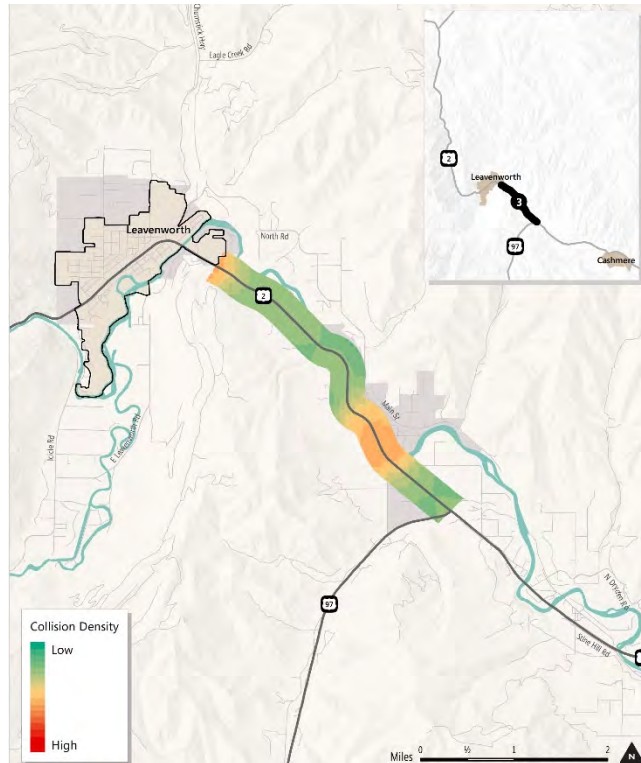 Chumstick Hwy
Eagle Creek Rd
2
Leavenworth
3
97
Cashmere
Leavenworth
North Rd
2
Main St
Icicle Rd
E Leavenworth Rd
97
N Dryden Rd
Stine Hill Rd
Collision Density
Low
High
Miles 0 ½ 1 2
N